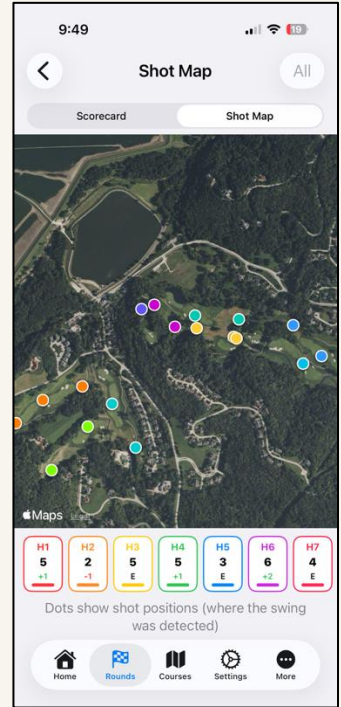 9:49
19
Shot Map
All
Scorecard
Shot Map
Maps Legal
H1
5
+1
H2
2
-1
H3
5
E
H4
5
+1
H5
3
E
H6
6
+2
H7
4
E
Dots show shot positions (where the swing
was detected)
Home
Rounds
Courses
Settings
More